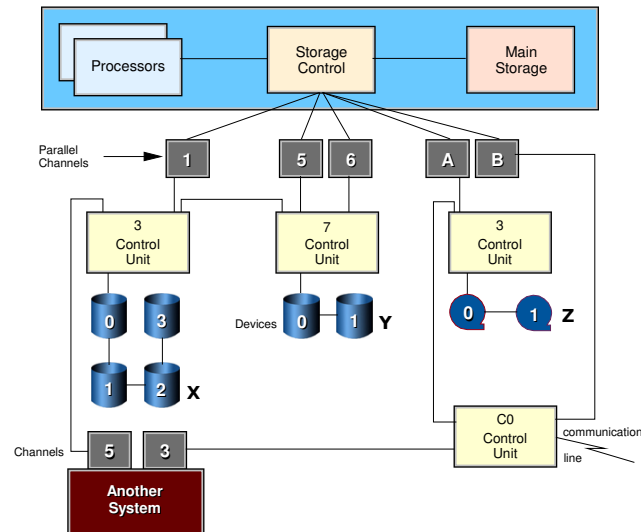 Processors
Storage
Control
Main
Storage
Parallel
Channels
1
5
6
A
B
3
Control
Unit
7
Control
Unit
3
Control
Unit
0
3
Devices
0
1
Y
0
1
Z
1
2
X
C0
Control
Unit
communication
line
Channels
5
3
Another
System